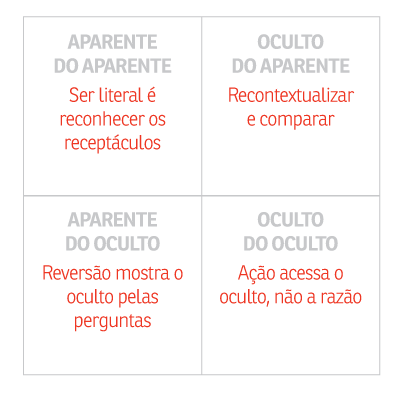 APARENTE
DO APARENTE
Ser literal é
reconhecer os
receptáculos
OCULTO
DO APARENTE
Recontextualizar
e comparar
APARENTE
DO OCULTO
Reversão mostra o
oculto pelas
perguntas
OCULTO
DO OCULTO
Ação acessa o
oculto, não a razão